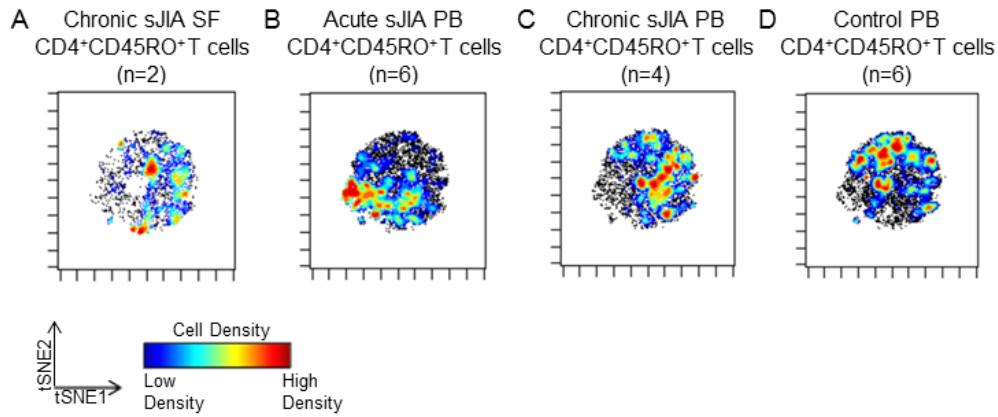 A Chronic sJIA SF
CD4⁺CD45RO⁺T cells
(n=2)
B Acute sJIA PB
CD4⁺CD45RO⁺T cells
(n=6)
C Chronic sJIA PB
CD4⁺CD45RO⁺T cells
(n=4)
D Control PB
CD4⁺CD45RO⁺T cells
(n=6)
tSNE2
tSNE1
Cell Density
Low
Density
High
Density